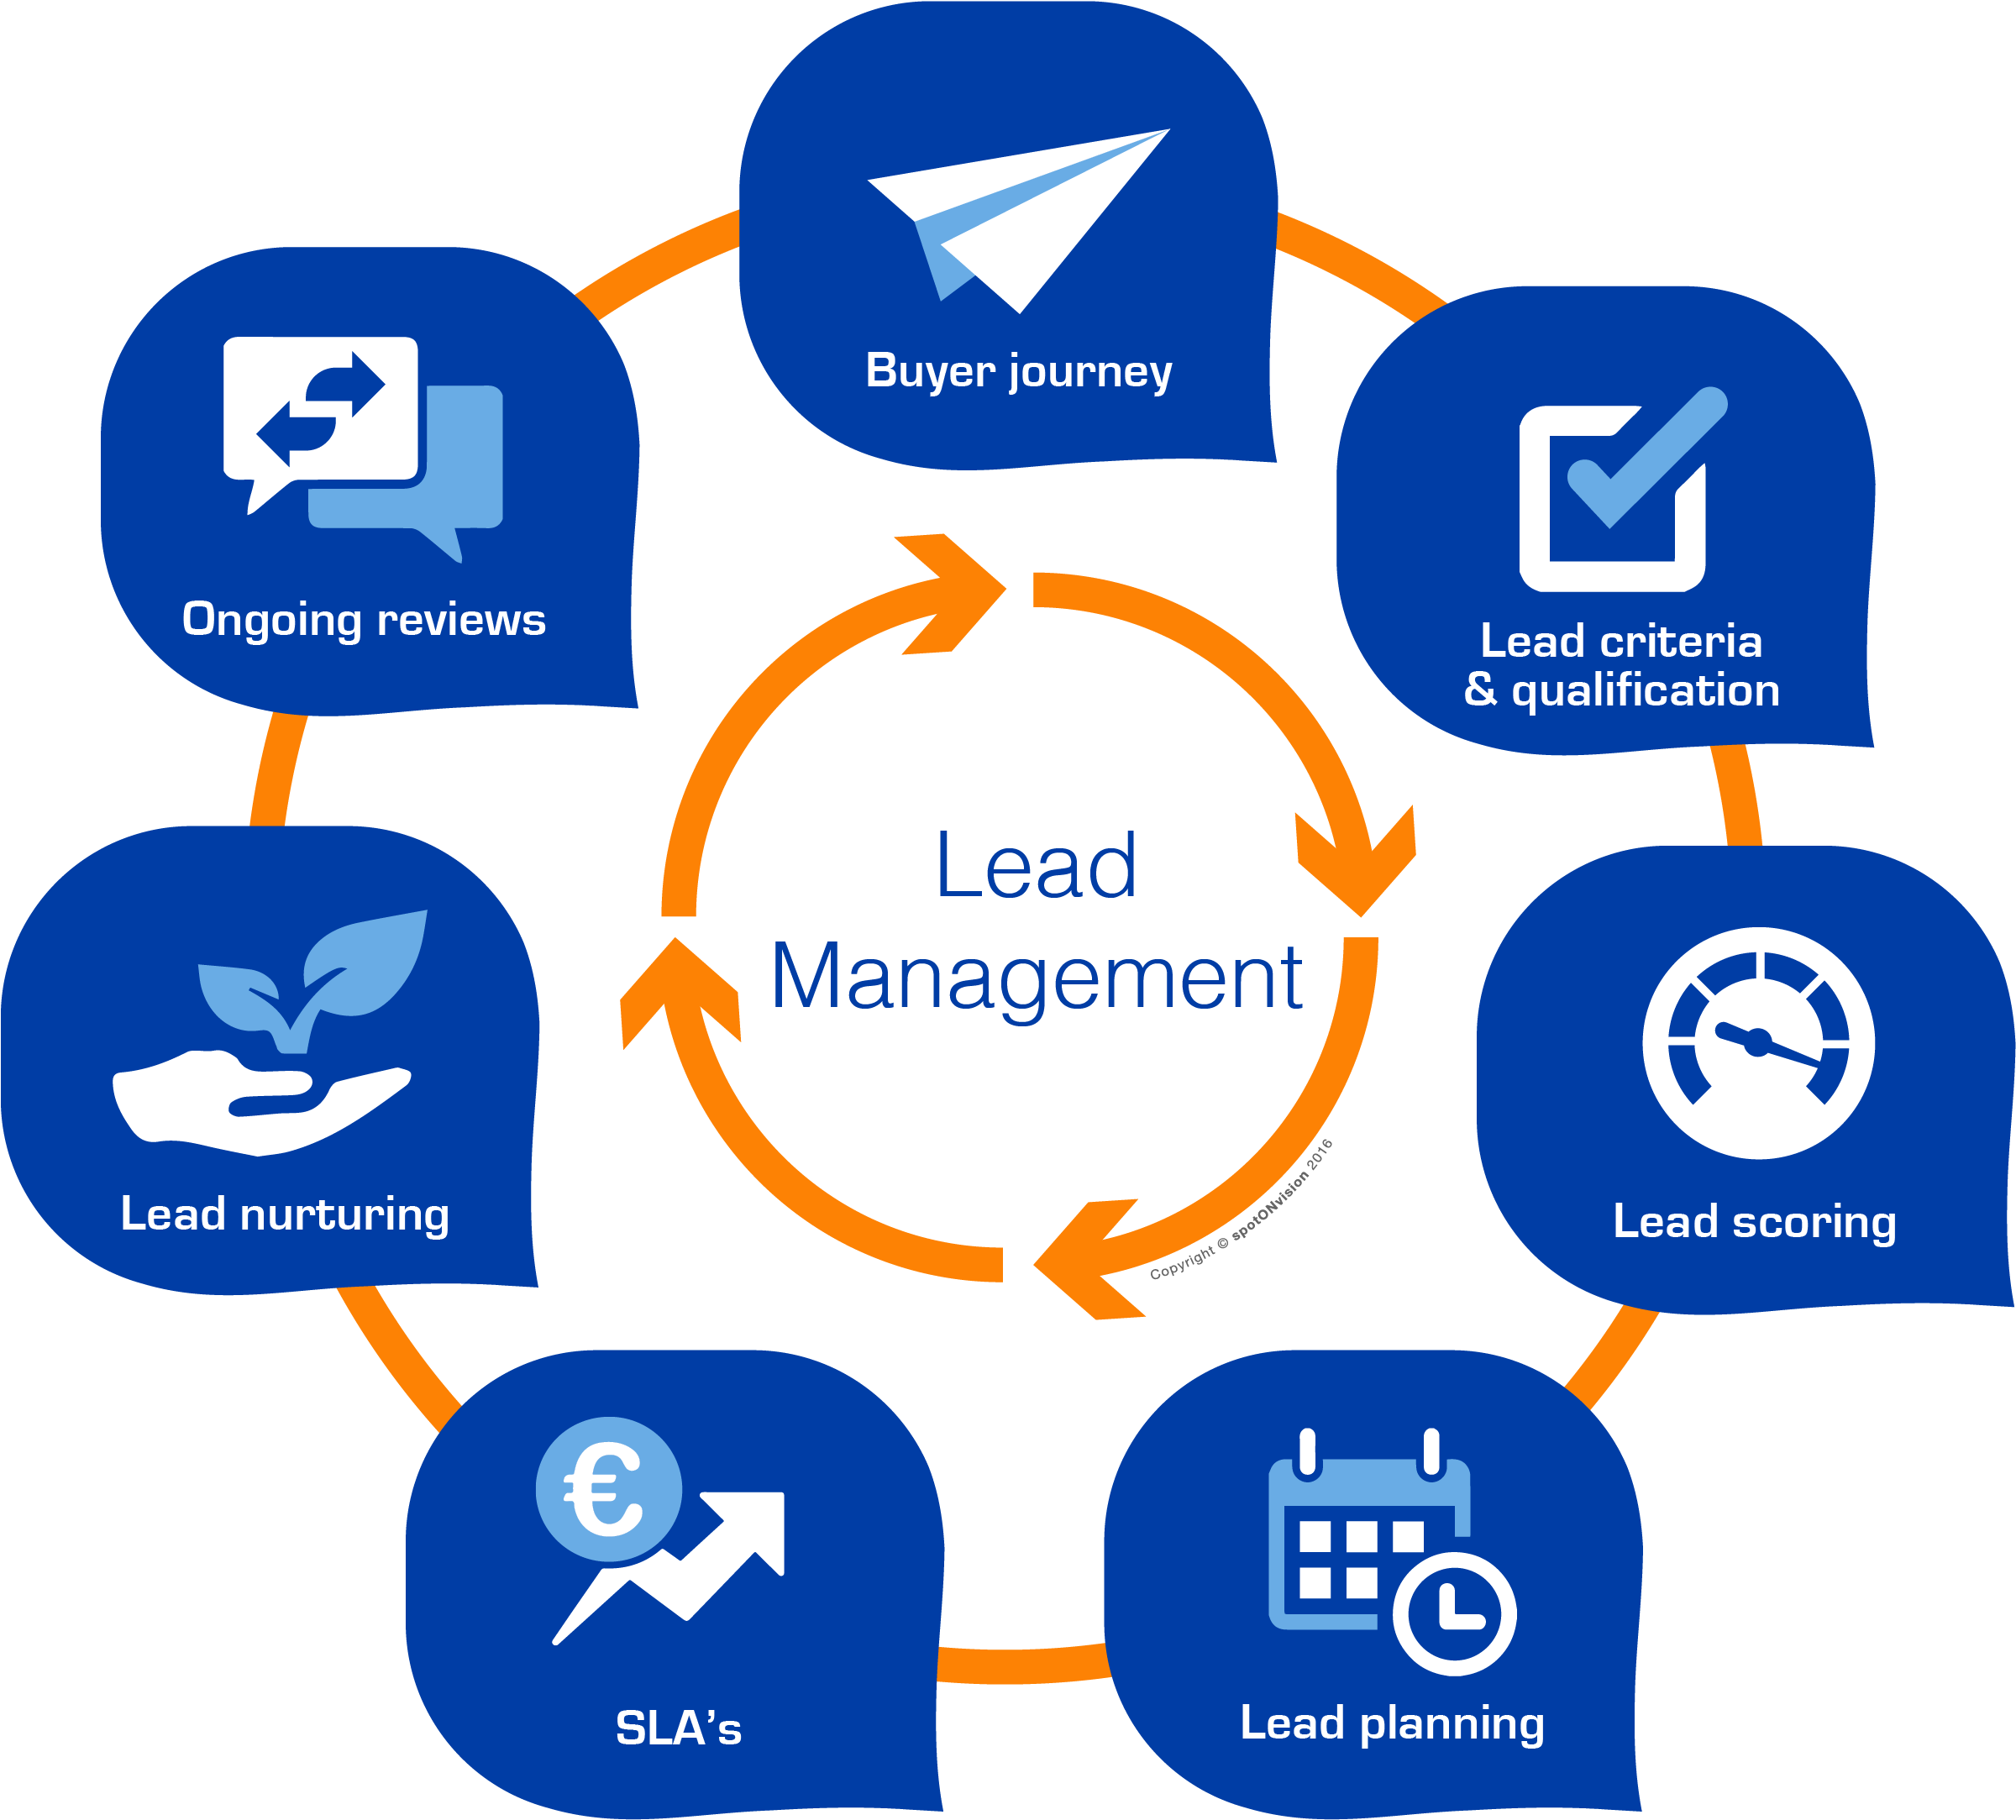 Buyer journey
Lead criteria
& qualification
Lead scoring
Lead planning
SLA’s
Lead nurturing
Ongoing reviews
Lead
Management
Copyright © spotONvision 2016
€